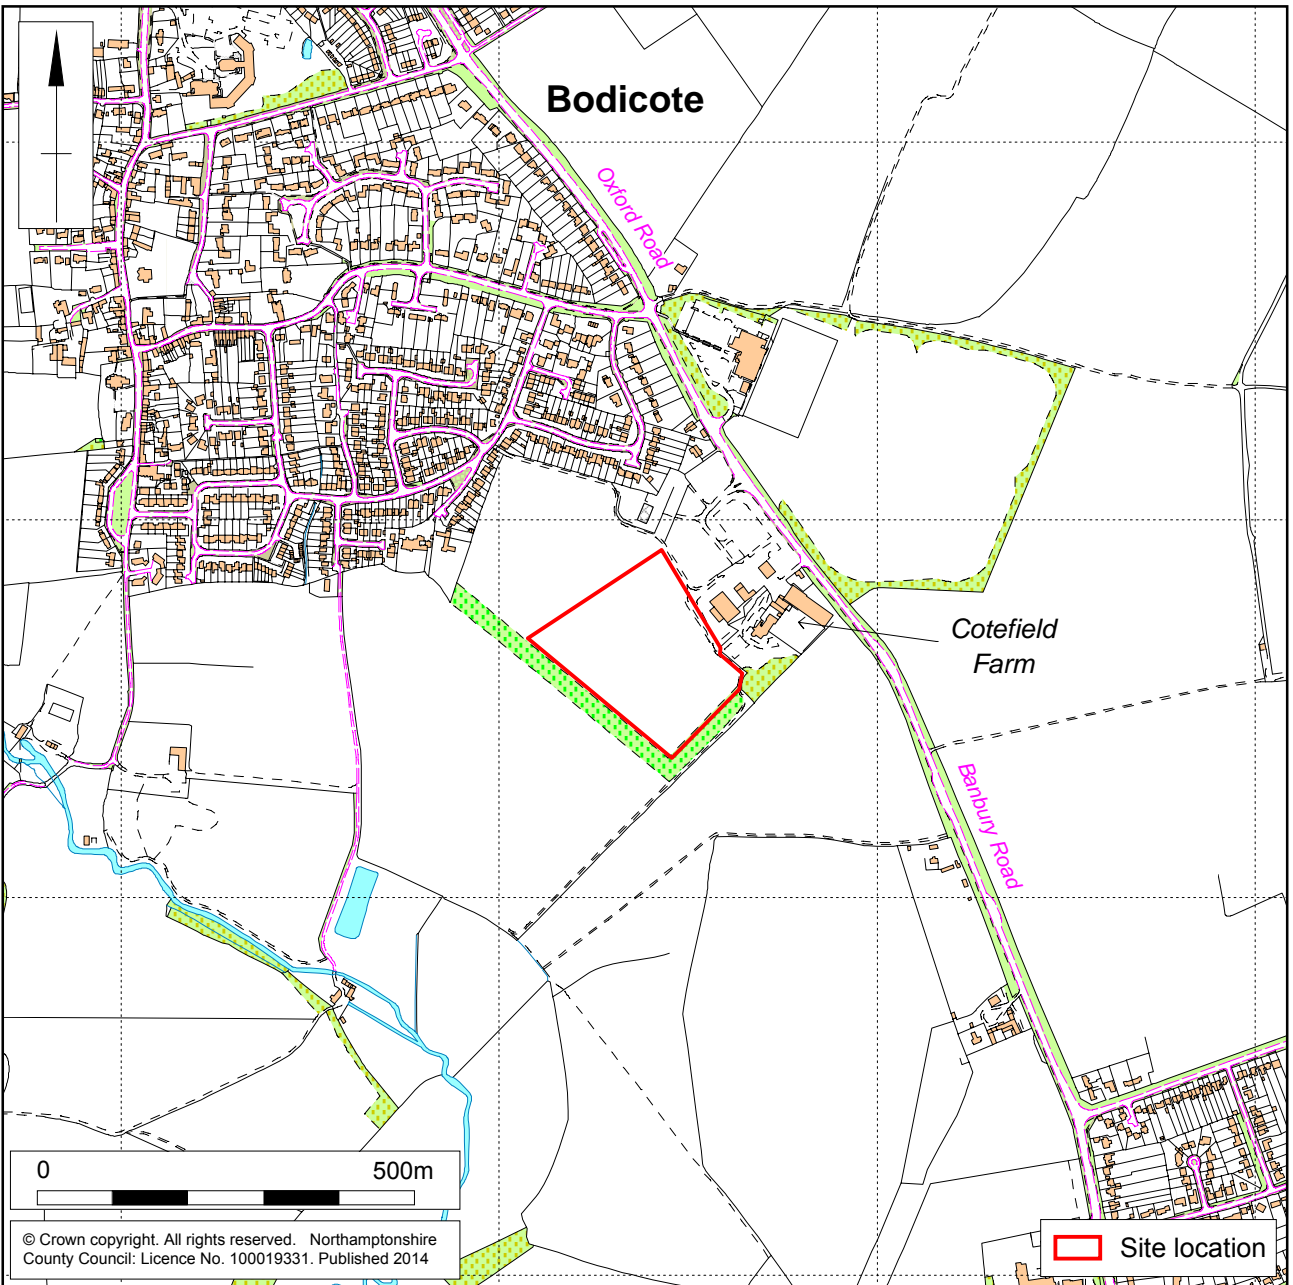 Bodicote
Oxford Road
Cotefield
Farm
Banbury Road
0 500m
© Crown copyright. All rights reserved. Northamptonshire
County Council: Licence No. 100019331. Published 2014
Site location